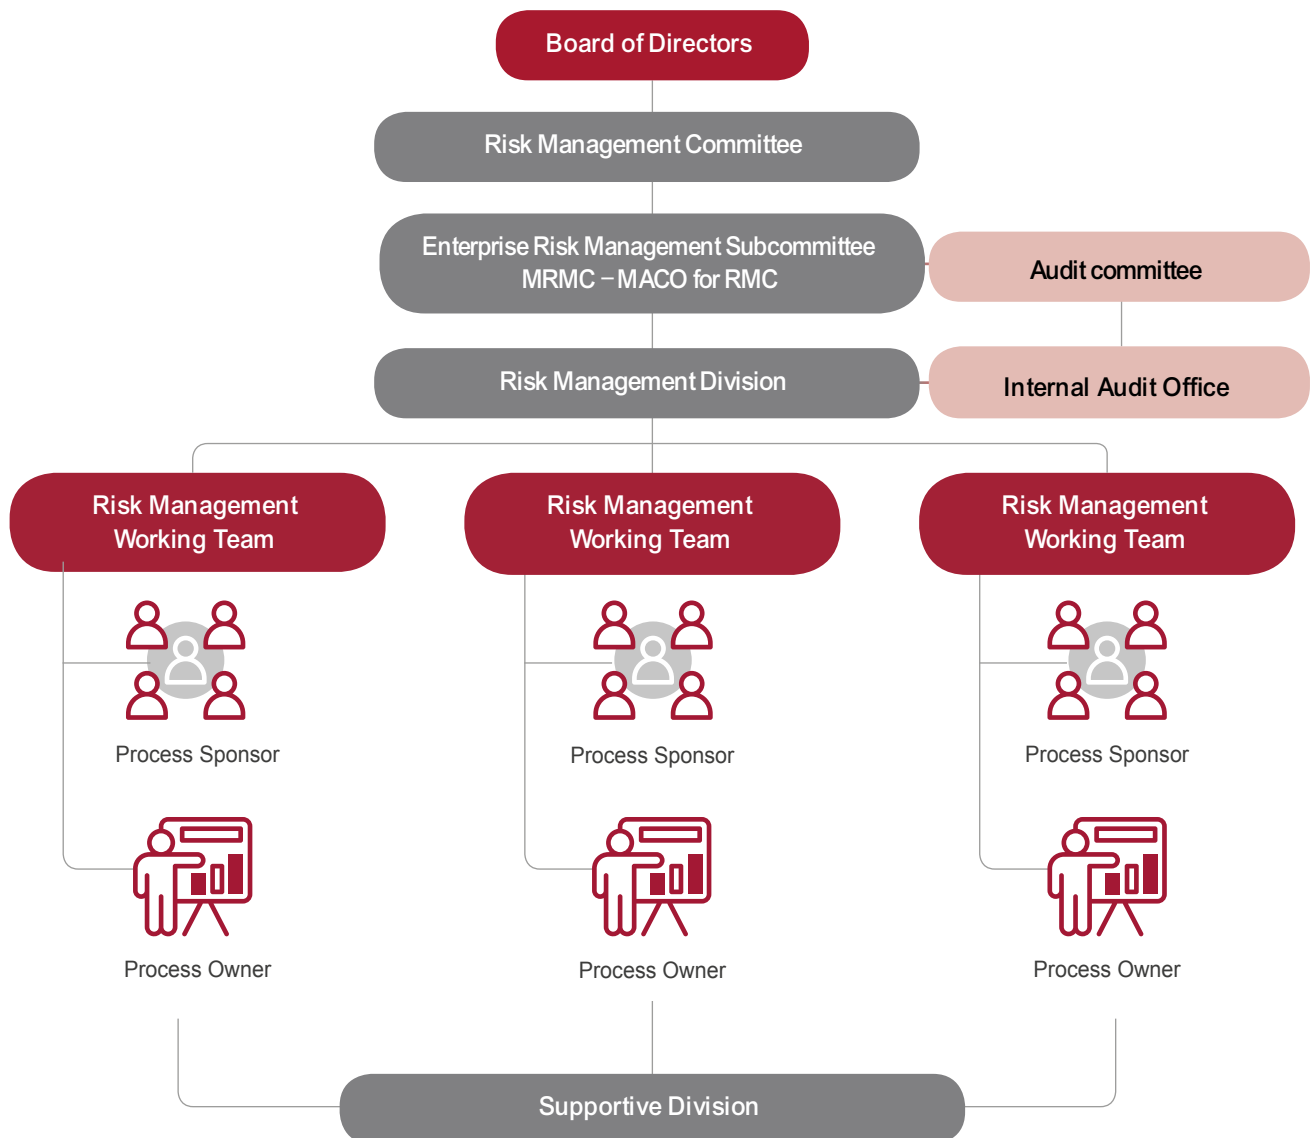 Board of Directors
Risk Management Committee
Enterprise Risk Management Subcommittee
MRMC – MACO for RMC
Audit committee
Risk Management Division
Internal Audit Office
Risk Management
Working Team
Risk Management
Working Team
Risk Management
Working Team
Process Sponsor
Process Sponsor
Process Sponsor
Process Owner
Process Owner
Process Owner
Supportive Division